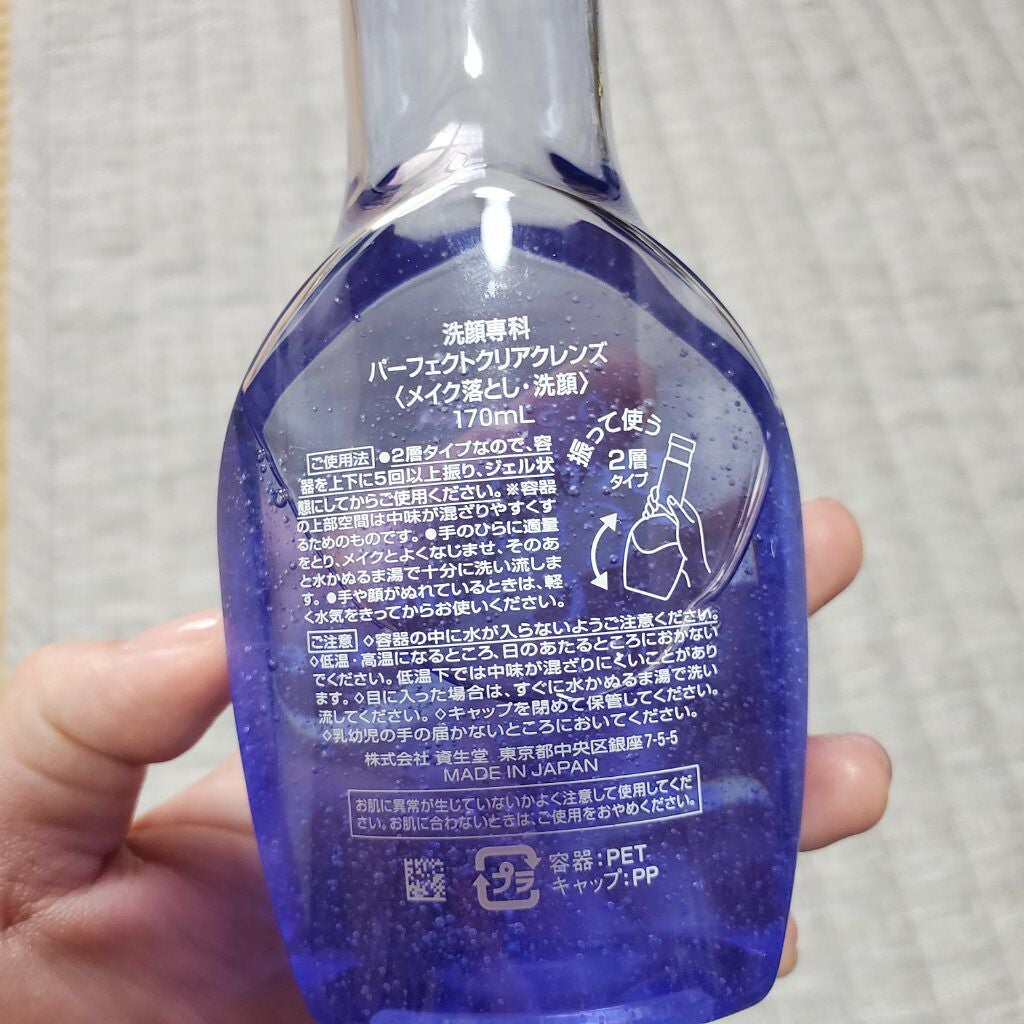 洗顔専科
パーフェクトクリアクレンズ
〈メイク落とし・洗顔〉
170mL
振って使う
2層
タイプ
ご使用法 ●2層タイプなので、容
器を上下に5回以上振り、ジェル状
態にしてからご使用ください。※容器
の上部空間は中味が混ざりやすくす
るためのものです。●手のひらに適量
をとり、メイクとよくなじませ、そのあ
と水かぬるま湯で十分に洗い流しま
す。●手や顔がぬれているときは、軽
く水気をきってからお使いください。
ご注意 ◇容器の中に水が入らないようご注意ください。
◇低温・高温になるところ、日のあたるところにおかない
でください。低温下では中味が混ざりにくいことがあり
ます。◇目に入った場合は、すぐに水かぬるま湯で洗い
流してください。◇キャップを閉めて保管してください。
◇乳幼児の手の届かないところにおいてください。
株式会社 資生堂 東京都中央区銀座7-5-5
MADE IN JAPAN
お肌に異常が生じていないかよく注意して使用してくだ
さい。お肌に合わないときは、ご使用をおやめください。
プラ
容器:PET
キャップ:PP